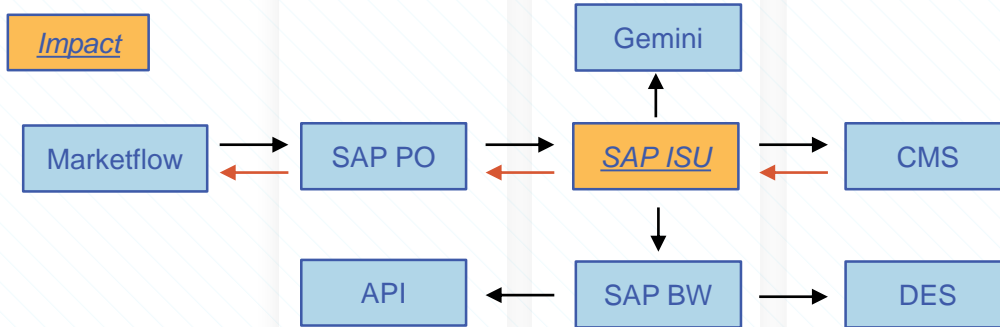 Impact
Gemini
Marketflow
SAP PO
SAP ISU
CMS
API
SAP BW
DES